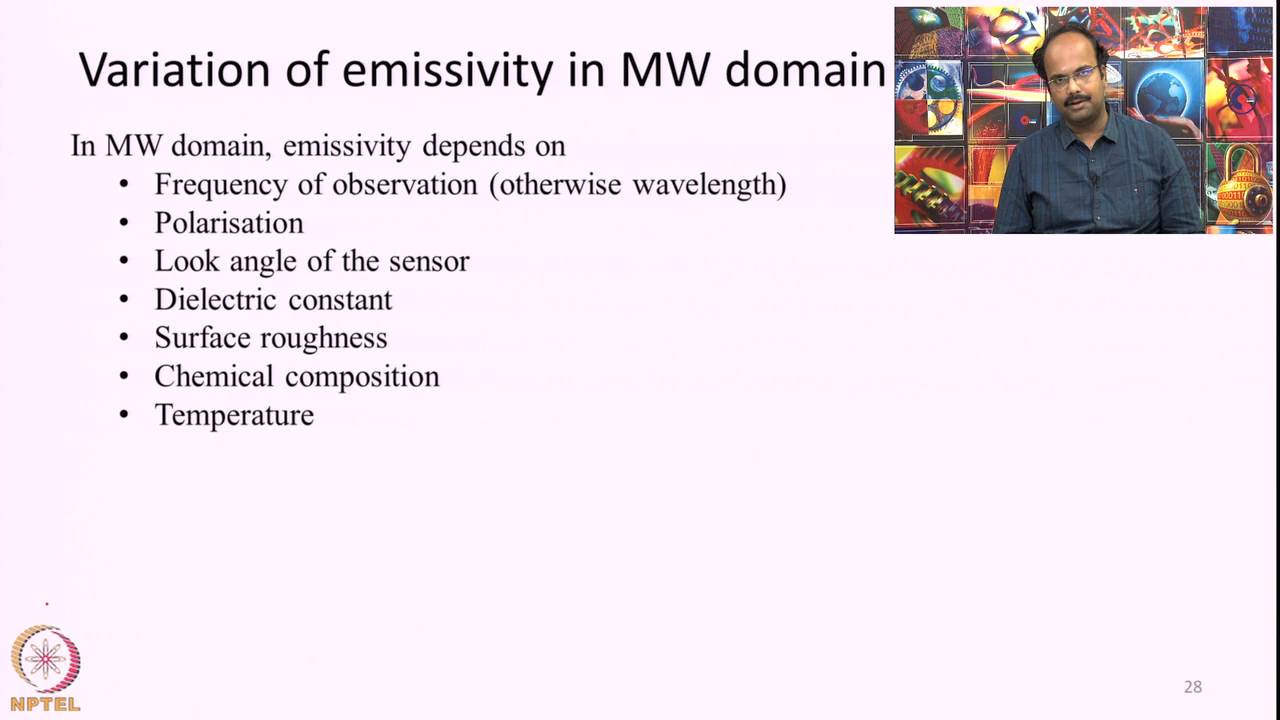 Variation of emissivity in MW domain
In MW domain, emissivity depends on
• Frequency of observation (otherwise wavelength)
• Polarisation
• Look angle of the sensor
• Dielectric constant
• Surface roughness
• Chemical composition
• Temperature
NPTEL
28